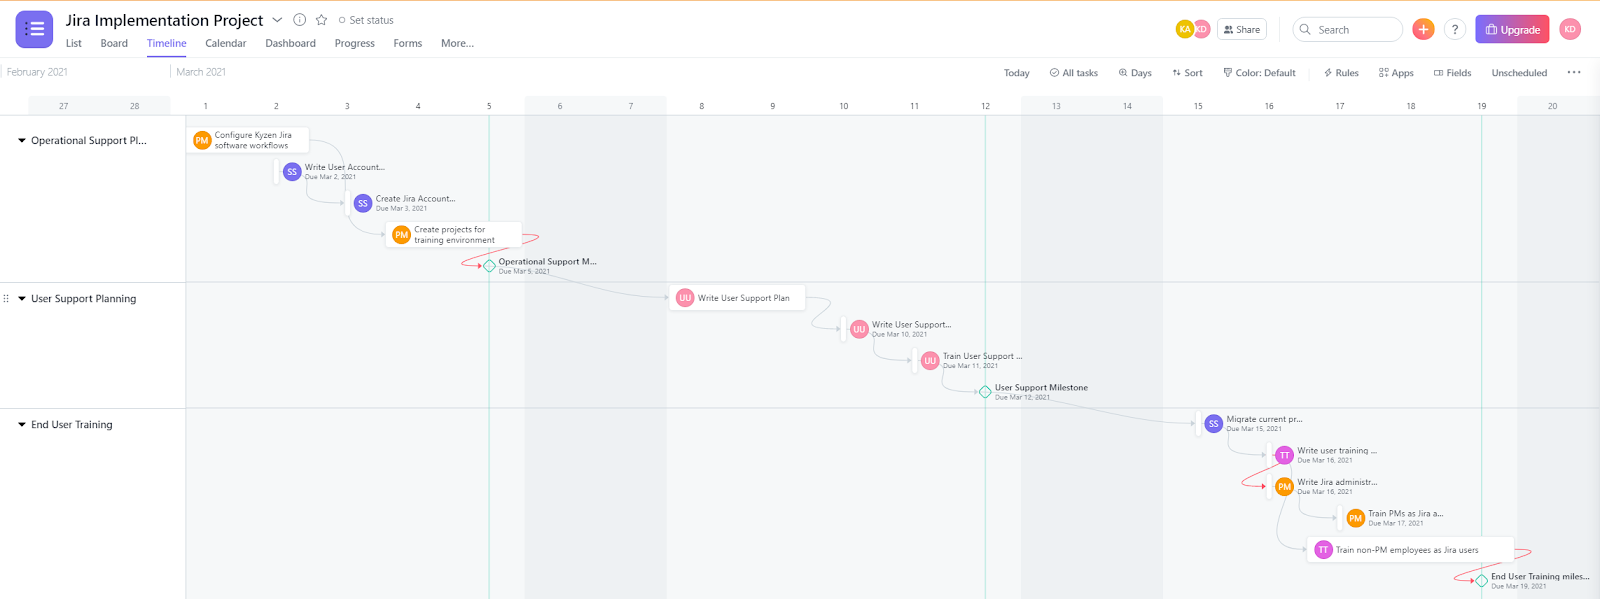 Jira Implementation Project
Set status
KA KD Share
Search
?
Upgrade
KD
List Board Timeline Calendar Dashboard Progress Forms More...
February 2021 March 2021
Today All tasks Days Sort Color: Default Rules Apps Fields Unscheduled
27 28 1 2 3 4 5 6 7 8 9 10 11 12 13 14 15 16 17 18 19 20
Operational Support Pl...
PM Configure Kyzen Jira
software workflows
SS Write User Account...
Due Mar 2, 2021
SS Create Jira Account...
Due Mar 3, 2021
PM Create projects for
training environment
Operational Support M...
Due Mar 5, 2021
User Support Planning
UU Write User Support Plan
UU Write User Support...
Due Mar 10, 2021
UU Train User Support ...
Due Mar 11, 2021
User Support Milestone
Due Mar 12, 2021
End User Training
SS Migrate current pr...
Due Mar 15, 2021
TT Write user training ...
Due Mar 16, 2021
PM Write Jira administr...
Due Mar 16, 2021
PM Train PMs as Jira a...
Due Mar 17, 2021
TT Train non-PM employees as Jira users
End User Training miles...
Due Mar 19, 2021